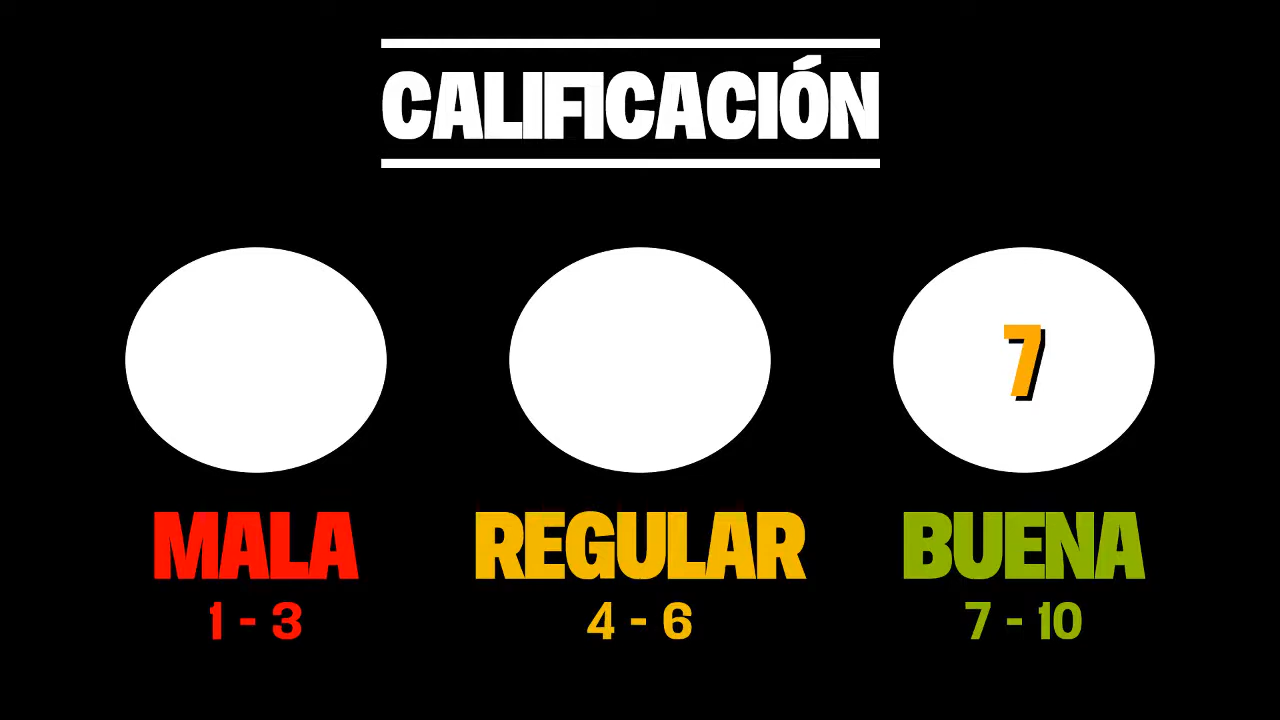 CALIFICACIÓN
7
MALA
REGULAR
BUENA
1 - 3
4 - 6
7 - 10